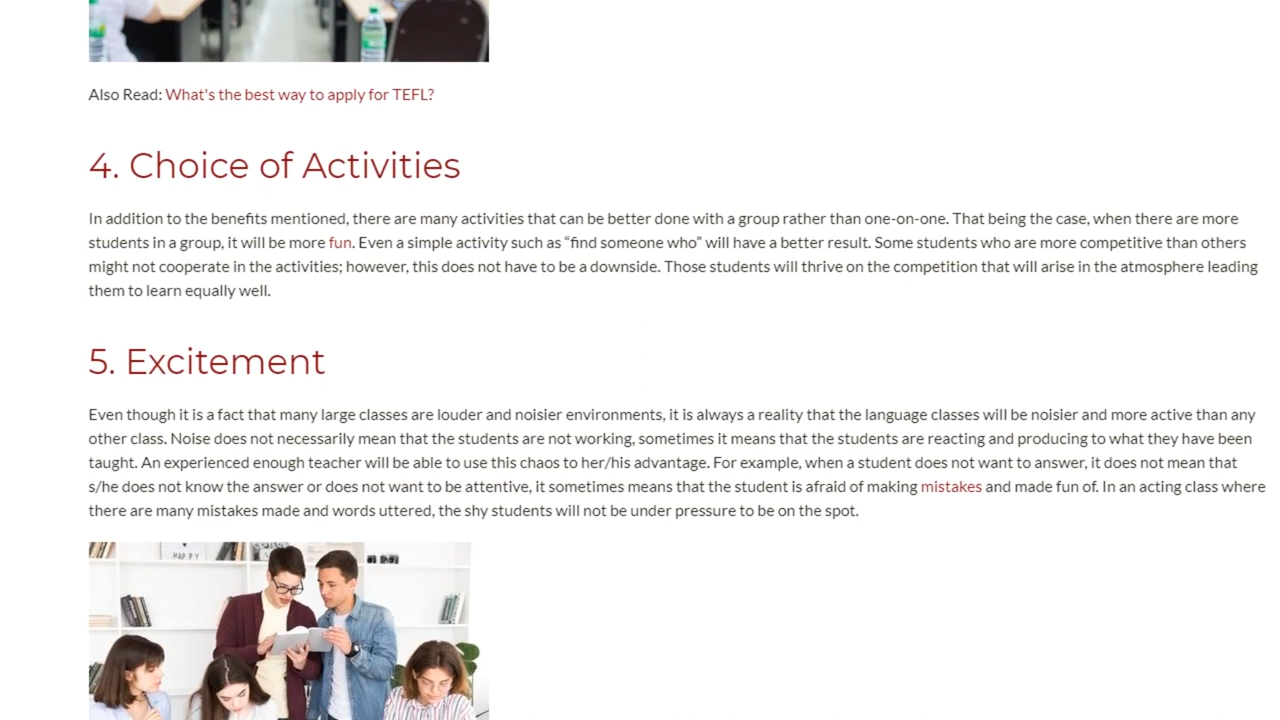 Also Read: What's the best way to apply for TEFL?
4. Choice of Activities
In addition to the benefits mentioned, there are many activities that can be better done with a group rather than one-on-one. That being the case, when there are more
students in a group, it will be more fun. Even a simple activity such as “find someone who” will have a better result. Some students who are more competitive than others
might not cooperate in the activities; however, this does not have to be a downside. Those students will thrive on the competition that will arise in the atmosphere leading
them to learn equally well.
5. Excitement
Even though it is a fact that many large classes are louder and noisier environments, it is always a reality that the language classes will be noisier and more active than any
other class. Noise does not necessarily mean that the students are not working, sometimes it means that the students are reacting and producing to what they have been
taught. An experienced enough teacher will be able to use this chaos to her/his advantage. For example, when a student does not want to answer, it does not mean that
s/he does not know the answer or does not want to be attentive, it sometimes means that the student is afraid of making mistakes and made fun of. In an acting class where
there are many mistakes made and words uttered, the shy students will not be under pressure to be on the spot.
HAPPY